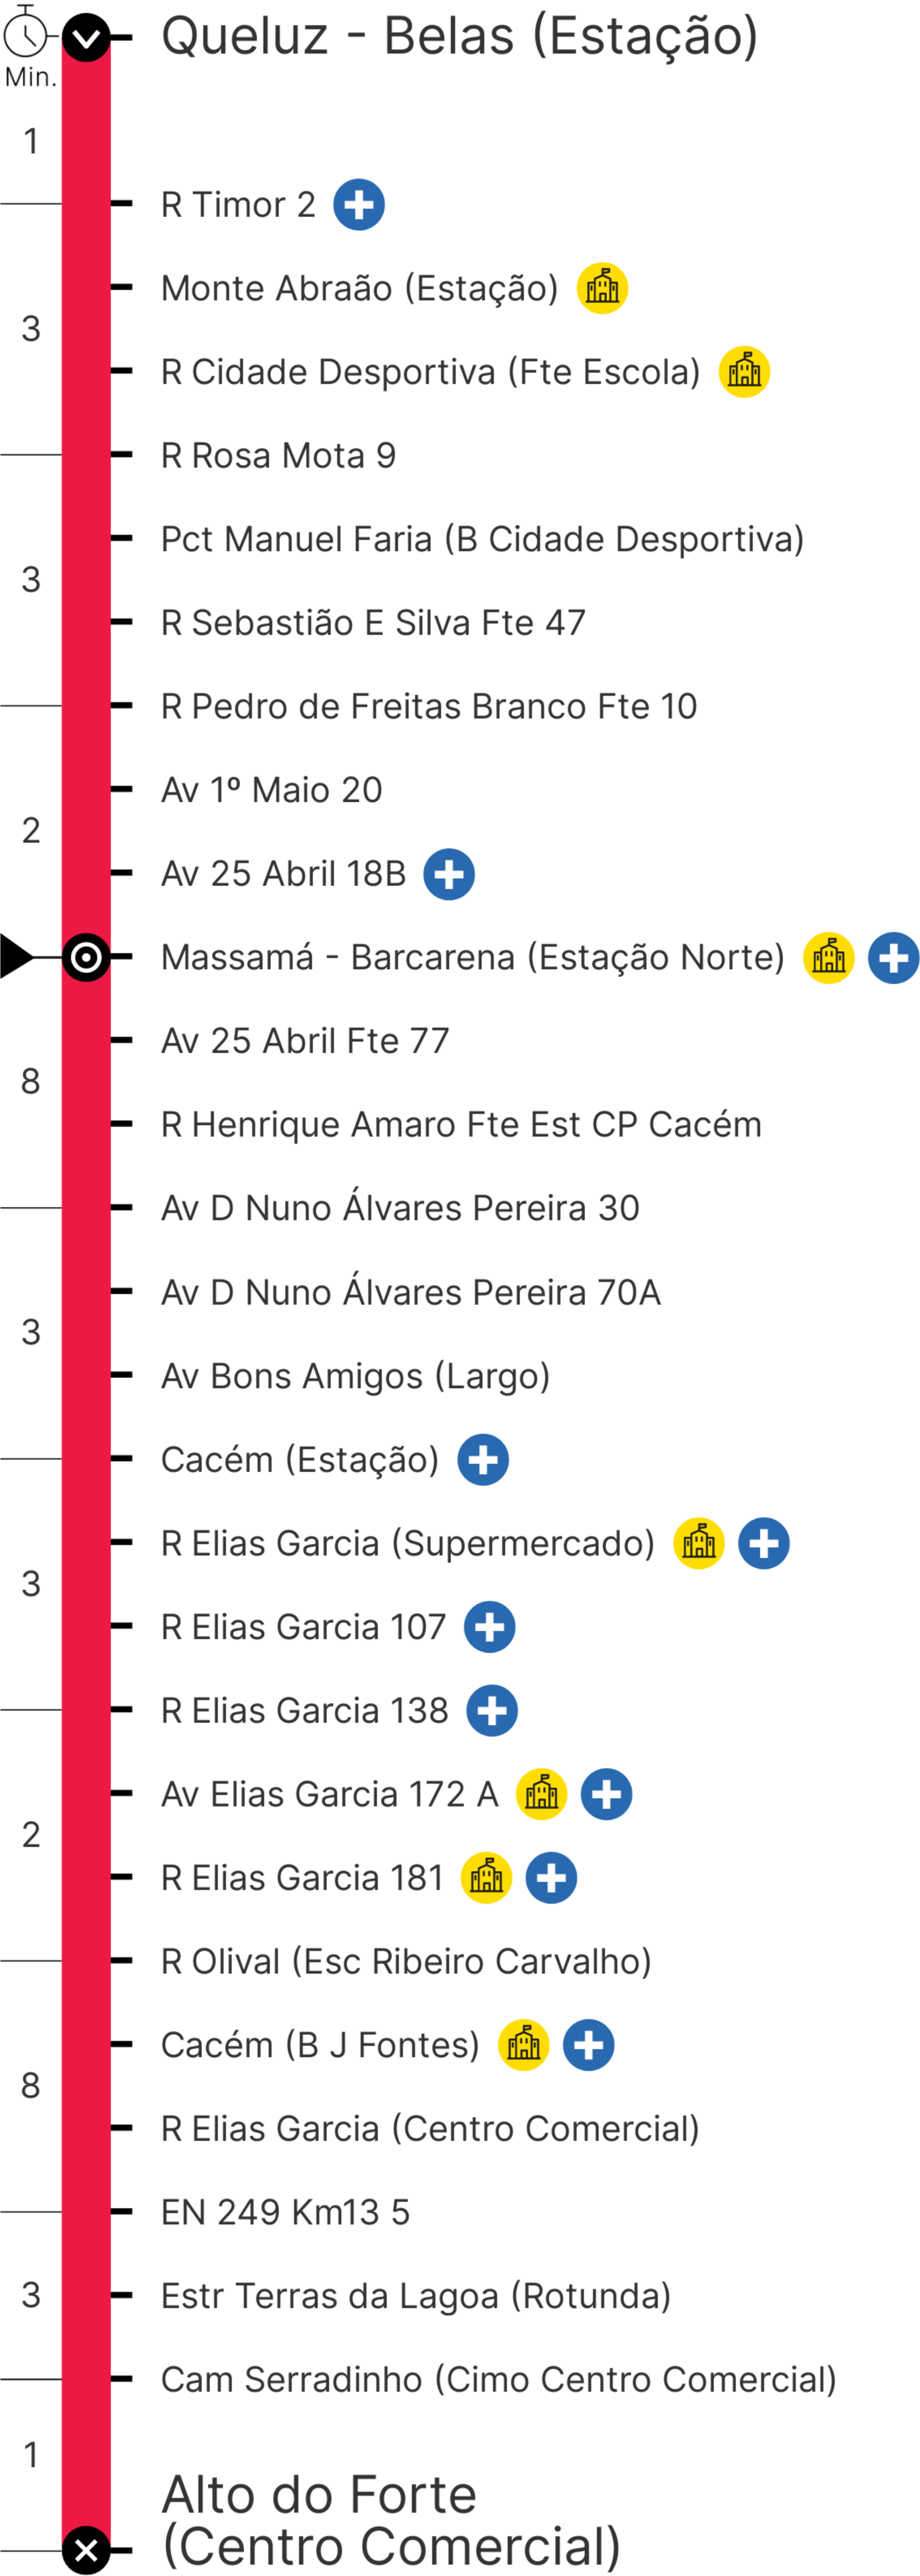 Queluz - Belas (Estação)
Min.
1
R Timor 2
Monte Abraão (Estação)
3
R Cidade Desportiva (Fte Escola)
R Rosa Mota 9
Pct Manuel Faria (B Cidade Desportiva)
3
R Sebastião E Silva Fte 47
R Pedro de Freitas Branco Fte 10
Av 1º Maio 20
2
Av 25 Abril 18B
Massamá - Barcarena (Estação Norte)
Av 25 Abril Fte 77
8
R Henrique Amaro Fte Est CP Cacém
Av D Nuno Álvares Pereira 30
Av D Nuno Álvares Pereira 70A
3
Av Bons Amigos (Largo)
Cacém (Estação)
R Elias Garcia (Supermercado)
3
R Elias Garcia 107
R Elias Garcia 138
Av Elias Garcia 172 A
2
R Elias Garcia 181
R Olival (Esc Ribeiro Carvalho)
Cacém (B J Fontes)
8
R Elias Garcia (Centro Comercial)
EN 249 Km13 5
3
Estr Terras da Lagoa (Rotunda)
Cam Serradinho (Cimo Centro Comercial)
1
Alto do Forte
(Centro Comercial)